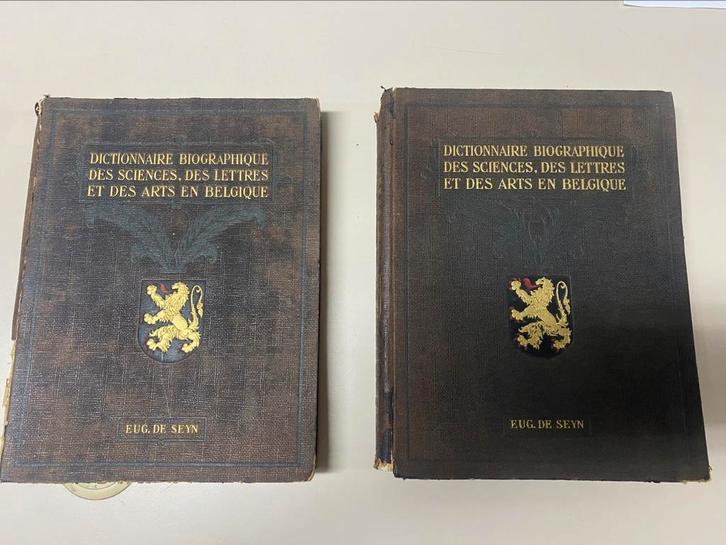 DICTIONNAIRE BIOGRAPHIQUE
DES SCIENCES, DES LETTRES
ET DES ARTS EN BELGIQUE
EUG. DE SEYN
DICTIONNAIRE BIOGRAPHIQUE
DES SCIENCES, DES LETTRES
ET DES ARTS EN BELGIQUE
EUG. DE SEYN